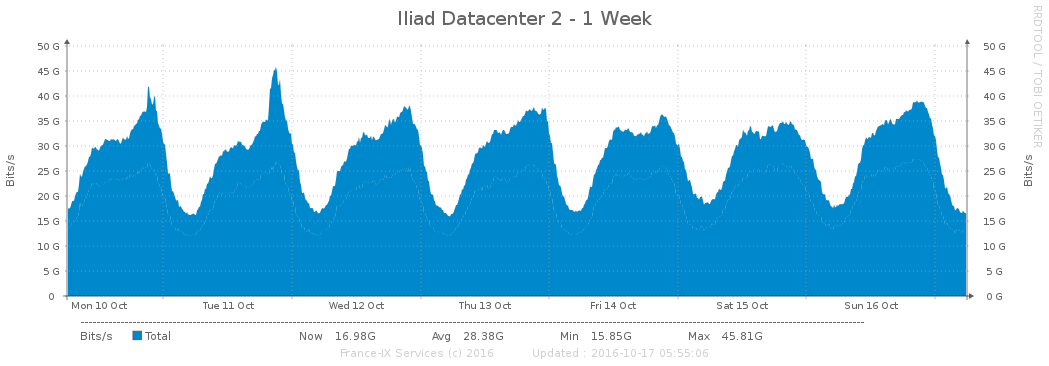 Iliad Datacenter 2 - 1 Week
RRDTOOL / TOBI OETIKER
Bits/s
50 G 50 G
45 G 45 G
40 G 40 G
35 G 35 G
30 G 30 G
25 G 25 G
20 G 20 G
15 G 15 G
10 G 10 G
5 G 5 G
0 0 G
Bits/s
Mon 10 Oct Tue 11 Oct Wed 12 Oct Thu 13 Oct Fri 14 Oct Sat 15 Oct Sun 16 Oct
Bits/s Total Now 16.98G Avg 28.38G Min 15.85G Max 45.81G
France-IX Services (c) 2016 Updated : 2016-10-17 05:55:06